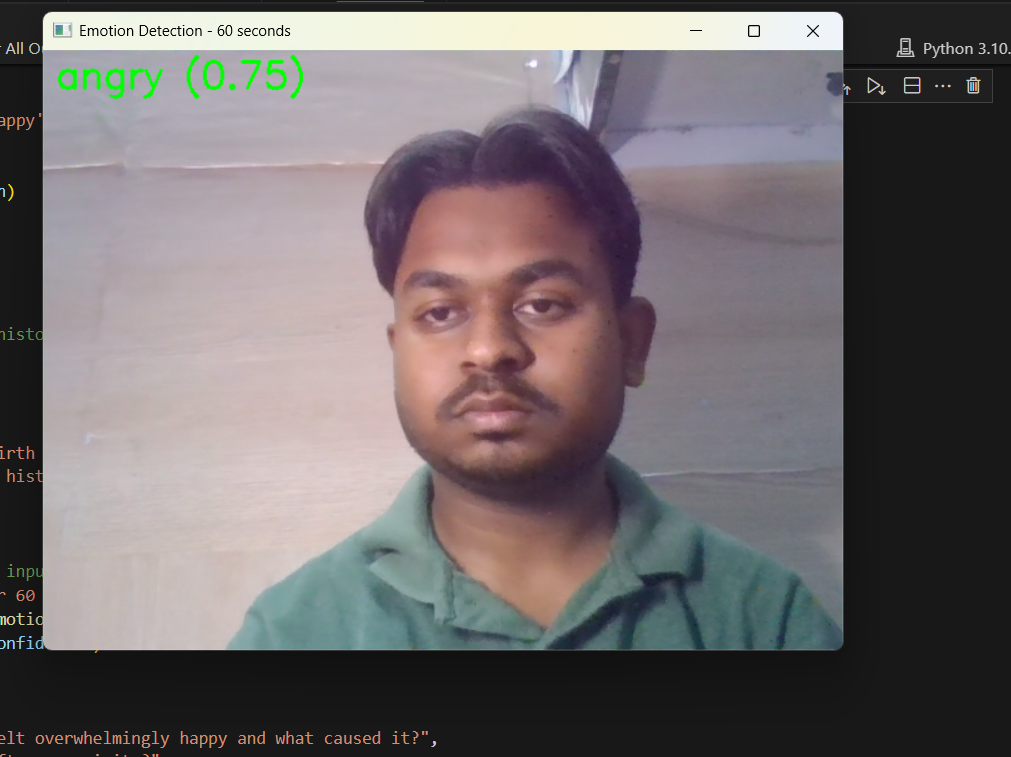 Emotion Detection - 60 seconds
All
Python 3.10.
angry (0.75)
appy'
)
histo
irth
hist
inpu
r 60
motio
onfid
elt overwhelmingly happy and what caused it?",